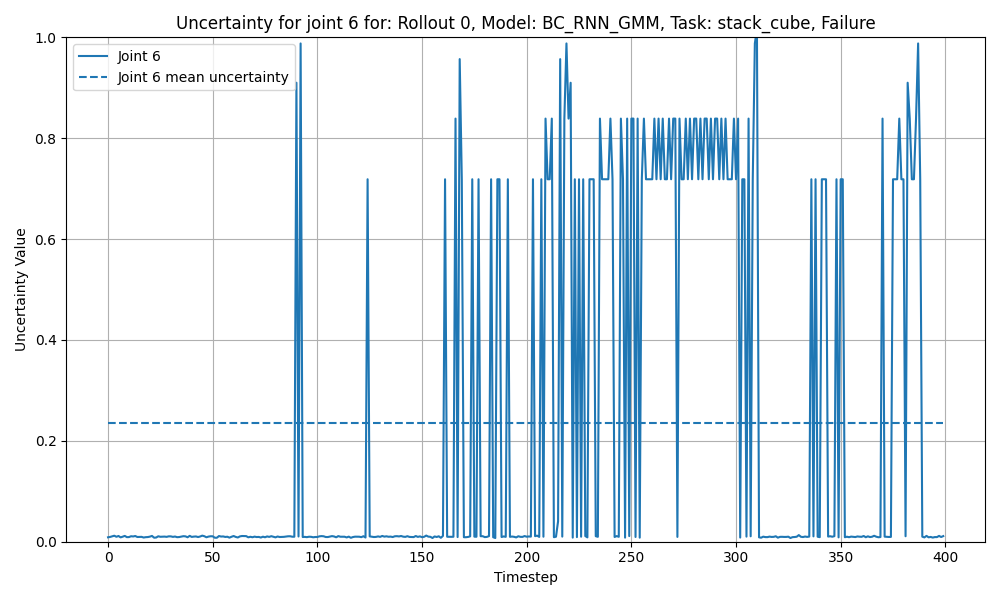 Uncertainty for joint 6 for: Rollout 0, Model: BC_RNN_GMM, Task: stack_cube, Failure
Joint 6
Joint 6 mean uncertainty
Uncertainty Value
1.0
0.8
0.6
0.4
0.2
0.0
0 50 100 150 200 250 300 350 400
Timestep